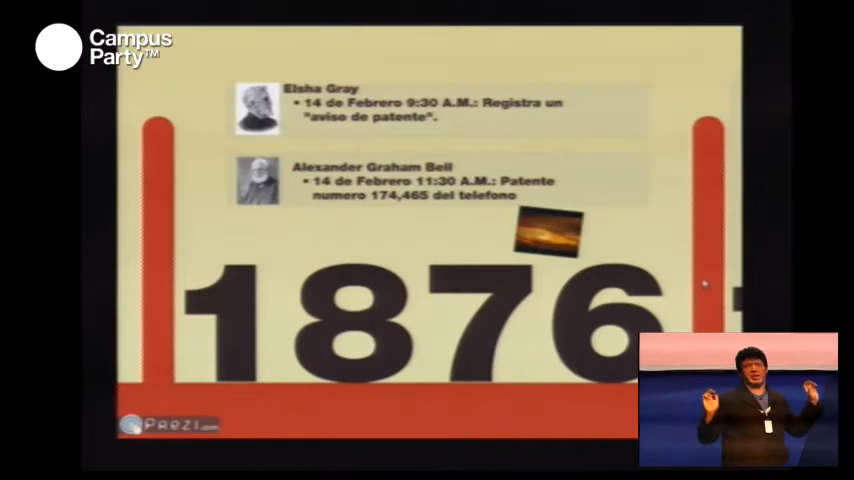 Campus
Party™
Elsha Gray
• 14 de Febrero 9:30 A.M.: Registra un
"aviso de patente".
Alexander Graham Bell
• 14 de Febrero 11:30 A.M.: Patente
numero 174,465 del telefono
1876
Prezi.com